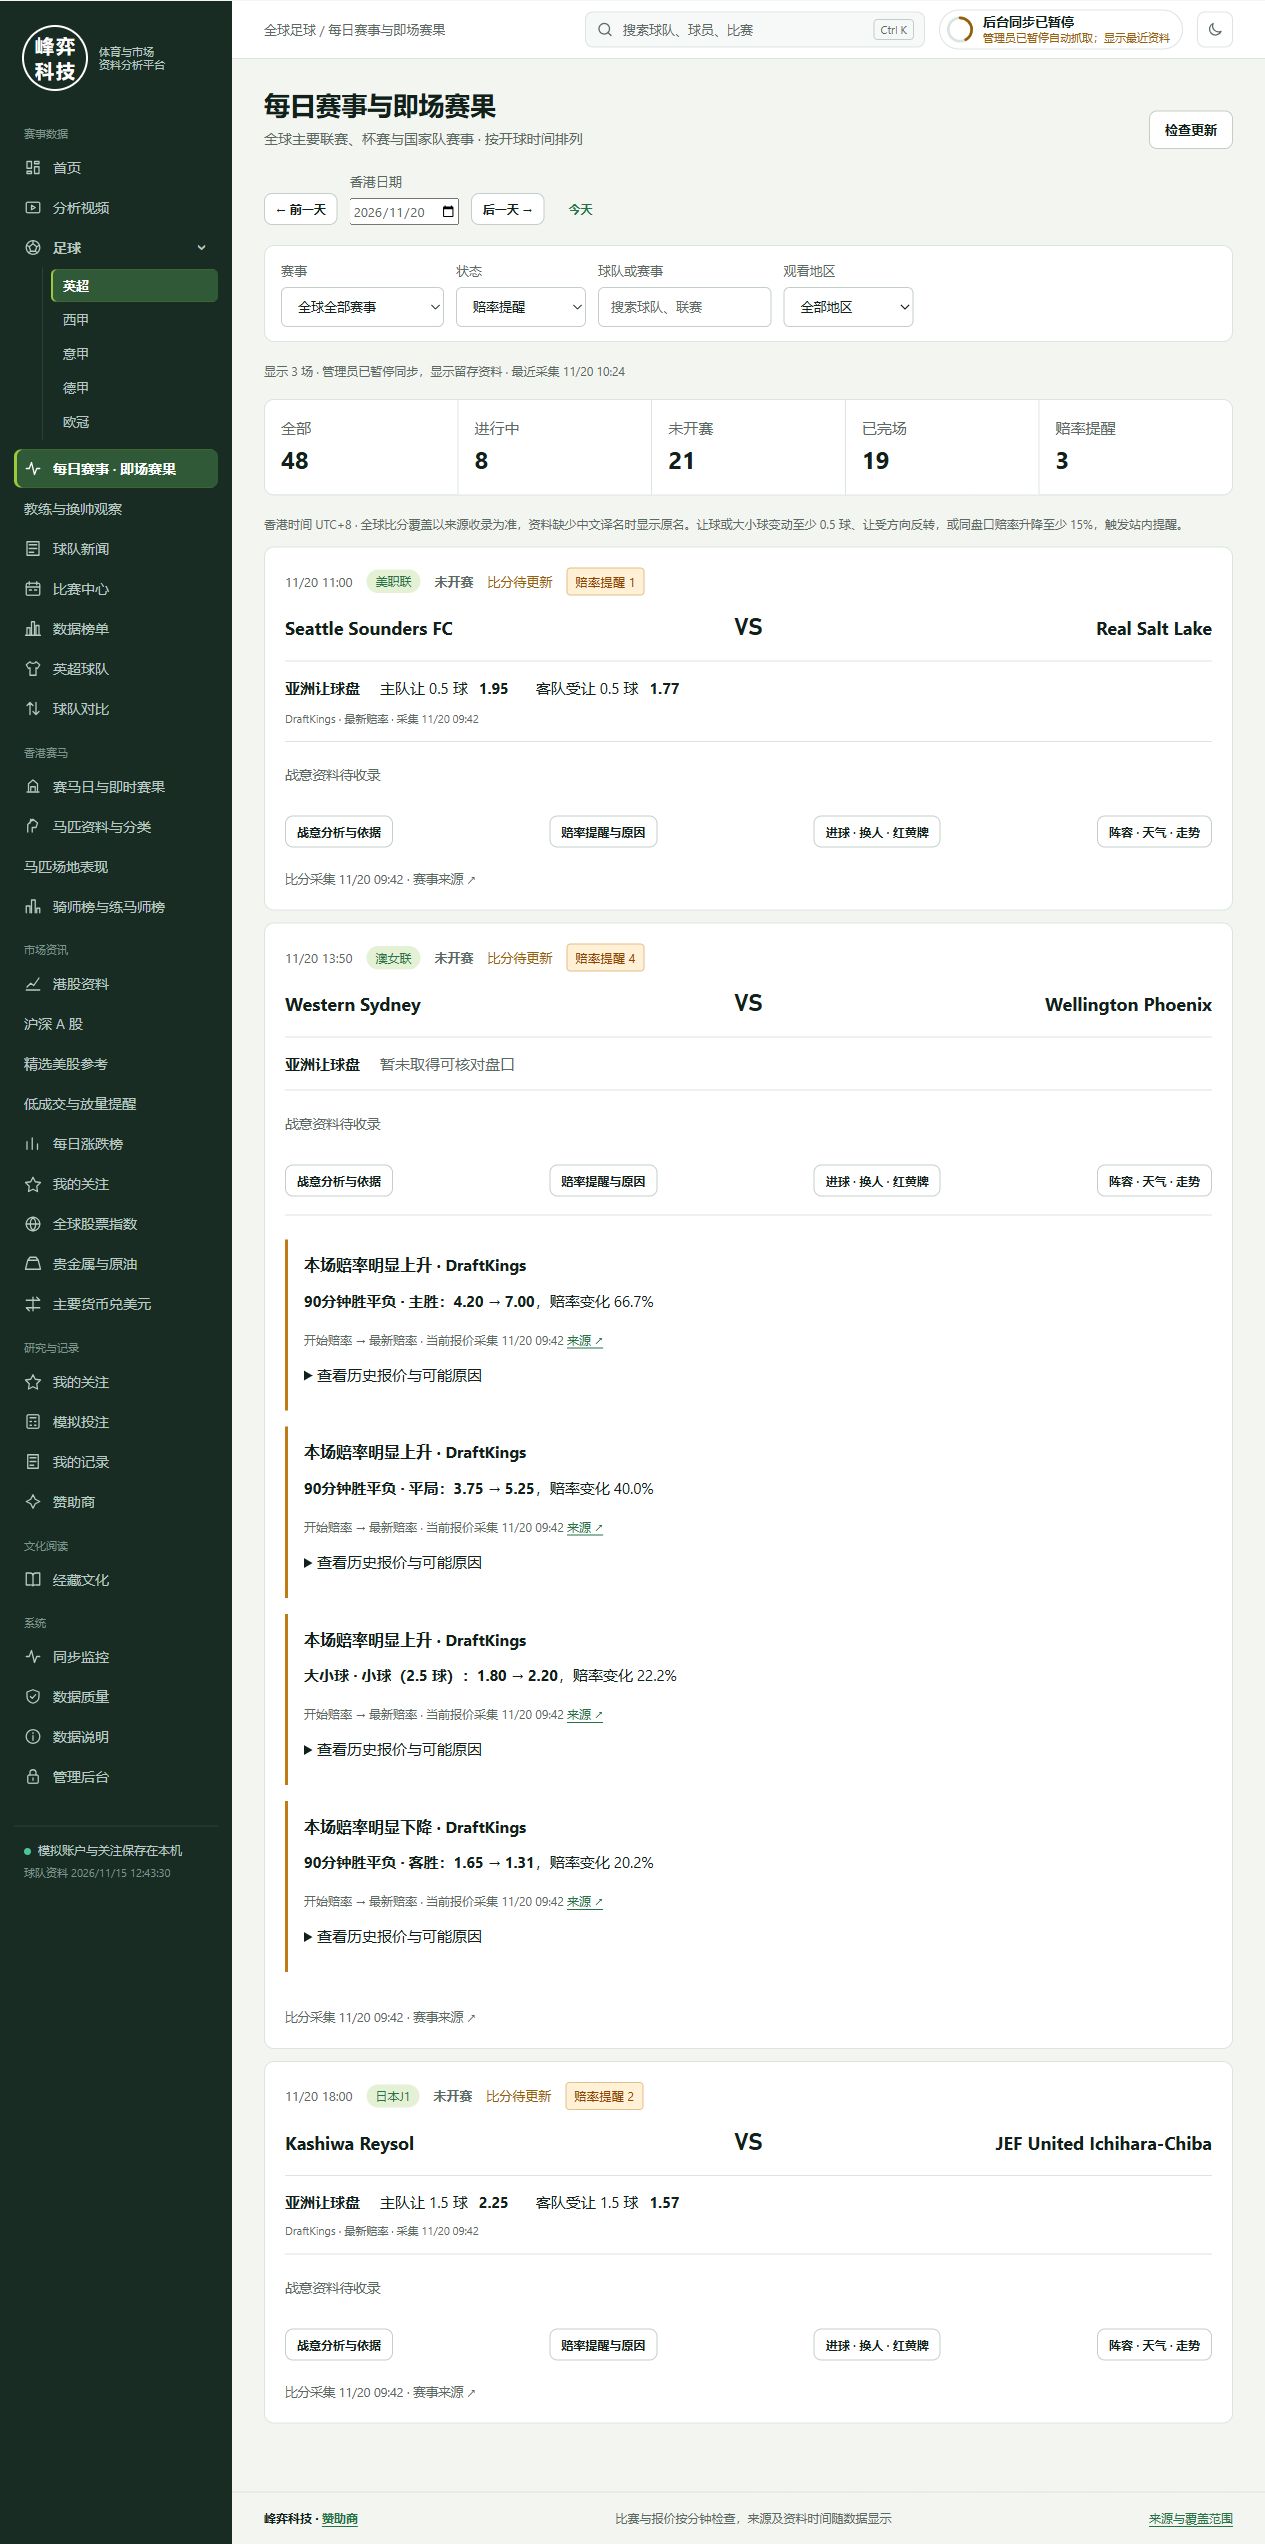 峰弈
科技
体育与市场
资料分析平台
赛事数据
首页
分析视频
足球
英超
西甲
意甲
德甲
欧冠
每日赛事 · 即场赛果
教练与换帅观察
球队新闻
比赛中心
数据榜单
英超球队
球队对比
香港赛马
赛马日与即时赛果
马匹资料与分类
马匹场地表现
骑师榜与练马师榜
市场资讯
港股资料
沪深 A 股
精选美股参考
低成交与放量提醒
每日涨跌榜
我的关注
全球股票指数
贵金属与原油
主要货币兑美元
研究与记录
我的关注
模拟投注
我的记录
赞助商
文化阅读
经藏文化
系统
同步监控
数据质量
数据说明
管理后台
模拟账户与关注保存在本机
球队资料 2026/11/15 12:43:30
全球足球 / 每日赛事与即场赛果
搜索球队、球员、比赛
Ctrl K
后台同步已暂停
管理员已暂停自动抓取；显示最近资料
每日赛事与即场赛果
全球主要联赛、杯赛与国家队赛事 · 按开球时间排列
检查更新
香港日期
← 前一天
2026/11/20
后一天 →
今天
赛事
状态
球队或赛事
观看地区
全球全部赛事
赔率提醒
搜索球队、联赛
全部地区
显示 3 场 · 管理员已暂停同步，显示留存资料 · 最近采集 11/20 10:24
全部
48
进行中
8
未开赛
21
已完场
19
赔率提醒
3
香港时间 UTC+8 · 全球比分覆盖以来源收录为准，资料缺少中文译名时显示原名。让球或大小球变动至少 0.5 球、让受方向反转，或同盘口赔率升降至少 15%，触发站内提醒。
11/20 11:00 美职联 未开赛 比分待更新 赔率提醒 1
Seattle Sounders FC VS Real Salt Lake
亚洲让球盘 主队让 0.5 球 1.95 客队受让 0.5 球 1.77
DraftKings · 最新赔率 · 采集 11/20 09:42
战意资料待收录
战意分析与依据 赔率提醒与原因 进球 · 换人 · 红黄牌 阵容 · 天气 · 走势
比分采集 11/20 09:42 · 赛事来源 ↗
11/20 13:50 澳女联 未开赛 比分待更新 赔率提醒 4
Western Sydney VS Wellington Phoenix
亚洲让球盘 暂未取得可核对盘口
战意资料待收录
战意分析与依据 赔率提醒与原因 进球 · 换人 · 红黄牌 阵容 · 天气 · 走势
本场赔率明显上升 · DraftKings
90分钟胜平负 · 主胜：4.20 → 7.00，赔率变化 66.7%
开始赔率 → 最新赔率 · 当前报价采集 11/20 09:42 来源 ↗
▶ 查看历史报价与可能原因
本场赔率明显上升 · DraftKings
90分钟胜平负 · 平局：3.75 → 5.25，赔率变化 40.0%
开始赔率 → 最新赔率 · 当前报价采集 11/20 09:42 来源 ↗
▶ 查看历史报价与可能原因
本场赔率明显上升 · DraftKings
大小球 · 小球（2.5 球）：1.80 → 2.20，赔率变化 22.2%
开始赔率 → 最新赔率 · 当前报价采集 11/20 09:42 来源 ↗
▶ 查看历史报价与可能原因
本场赔率明显下降 · DraftKings
90分钟胜平负 · 客胜：1.65 → 1.31，赔率变化 20.2%
开始赔率 → 最新赔率 · 当前报价采集 11/20 09:42 来源 ↗
▶ 查看历史报价与可能原因
比分采集 11/20 09:42 · 赛事来源 ↗
11/20 18:00 日本J1 未开赛 比分待更新 赔率提醒 2
Kashiwa Reysol VS JEF United Ichihara-Chiba
亚洲让球盘 主队让 1.5 球 2.25 客队受让 1.5 球 1.57
DraftKings · 最新赔率 · 采集 11/20 09:42
战意资料待收录
战意分析与依据 赔率提醒与原因 进球 · 换人 · 红黄牌 阵容 · 天气 · 走势
比分采集 11/20 09:42 · 赛事来源 ↗
峰弈科技 · 赞助商
比赛与报价按分钟检查，来源及资料时间随数据显示
来源与覆盖范围